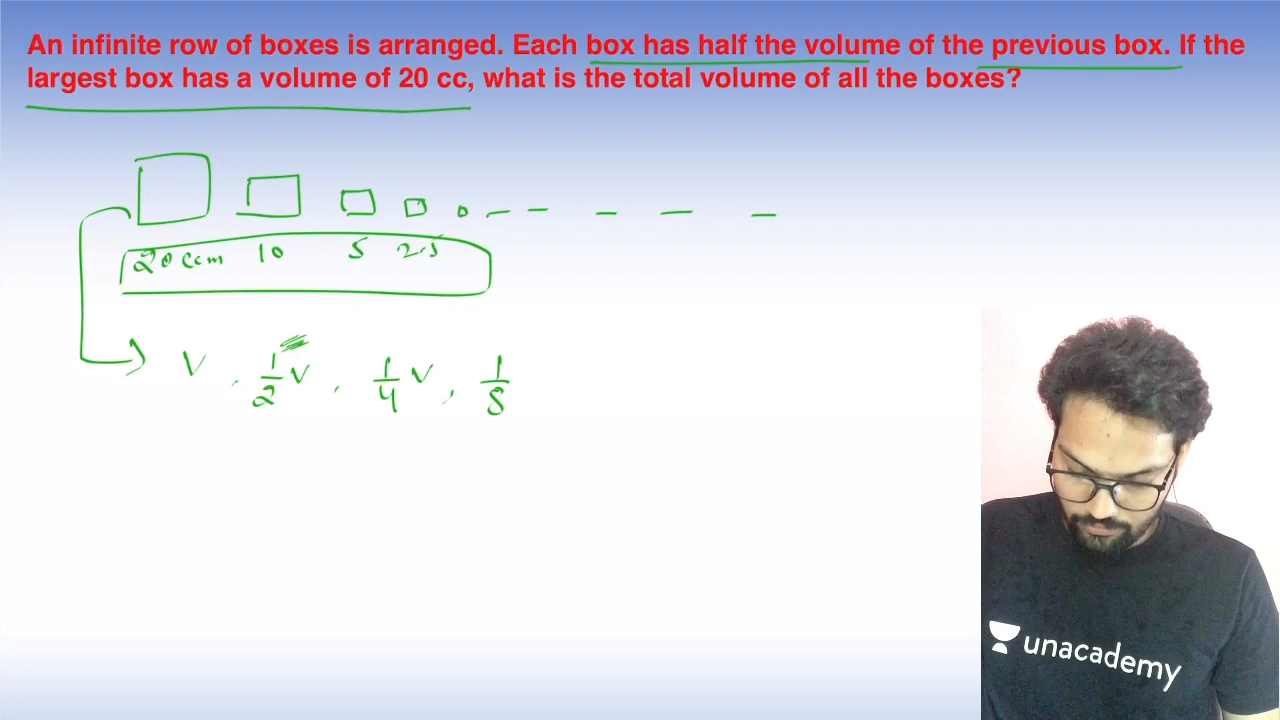 An infinite row of boxes is arranged. Each box has half the volume of the previous box. If the
largest box has a volume of 20 cc, what is the total volume of all the boxes?
20 ccm 10 5 2.5
V , 1/2 V , 1/4 V , 1/8
unacademy